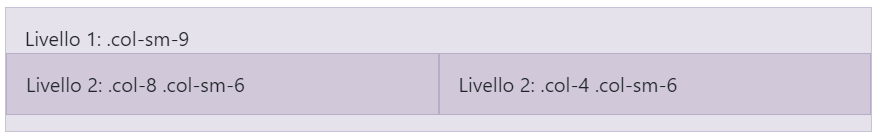 Livello 1: .col-sm-9
Livello 2: .col-8 .col-sm-6
Livello 2: .col-4 .col-sm-6